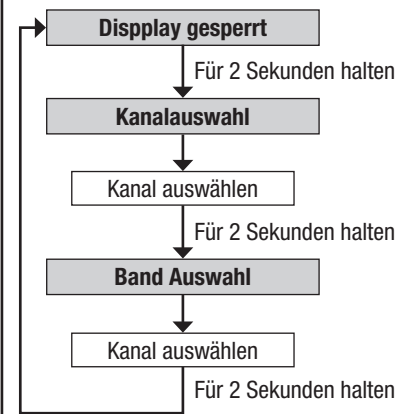 Dispplay gesperrt
Für 2 Sekunden halten
Kanalauswahl
Kanal auswählen
Für 2 Sekunden halten
Band Auswahl
Kanal auswählen
Für 2 Sekunden halten